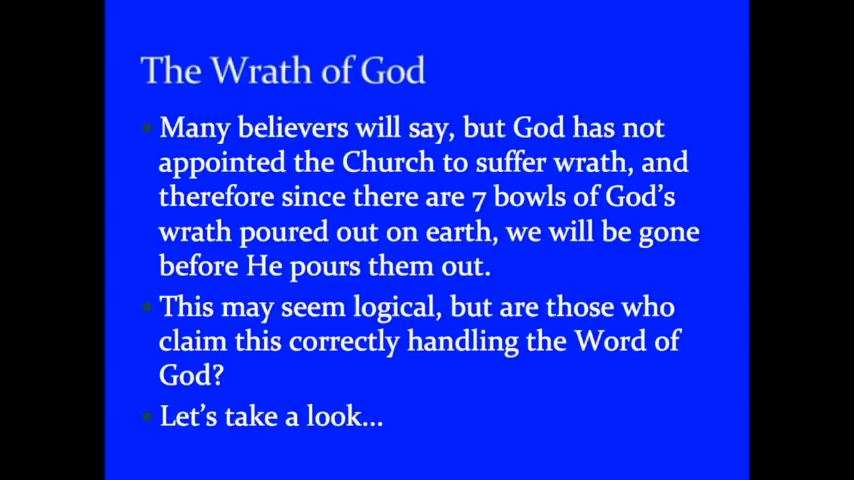 The Wrath of God
Many believers will say, but God has not
appointed the Church to suffer wrath, and
therefore since there are 7 bowls of God's
wrath poured out on earth, we will be gone
before He pours them out.
This may seem logical, but are those who
claim this correctly handling the Word of
God?
Let's take a look...